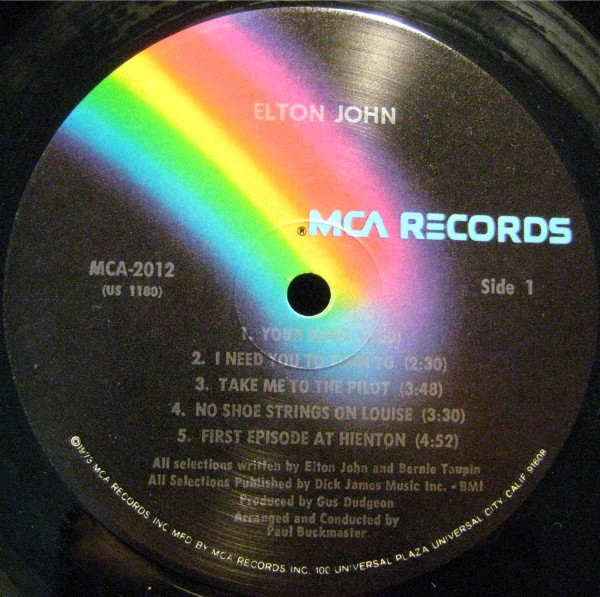 ELTON JOHN
® MCA RECORDS
MCA-2012
(US 1180)
Side 1
1. YOUR
2. I NEED YOU TO TURN TO (2:30)
3. TAKE ME TO THE PILOT (3:48)
4. NO SHOE STRINGS ON LOUISE (3:30)
5. FIRST EPISODE AT HIENTON (4:52)
All selections written by Elton John and Bernie Taupin
All Selections Published by Dick James Music Inc. - BMI
Produced by Gus Dudgeon
Arranged and Conducted by
Paul Buckmaster
©1973 MCA RECORDS INC. MFD BY MCA RECORDS INC. 100 UNIVERSAL PLAZA UNIVERSAL CITY, CALIF. 91608